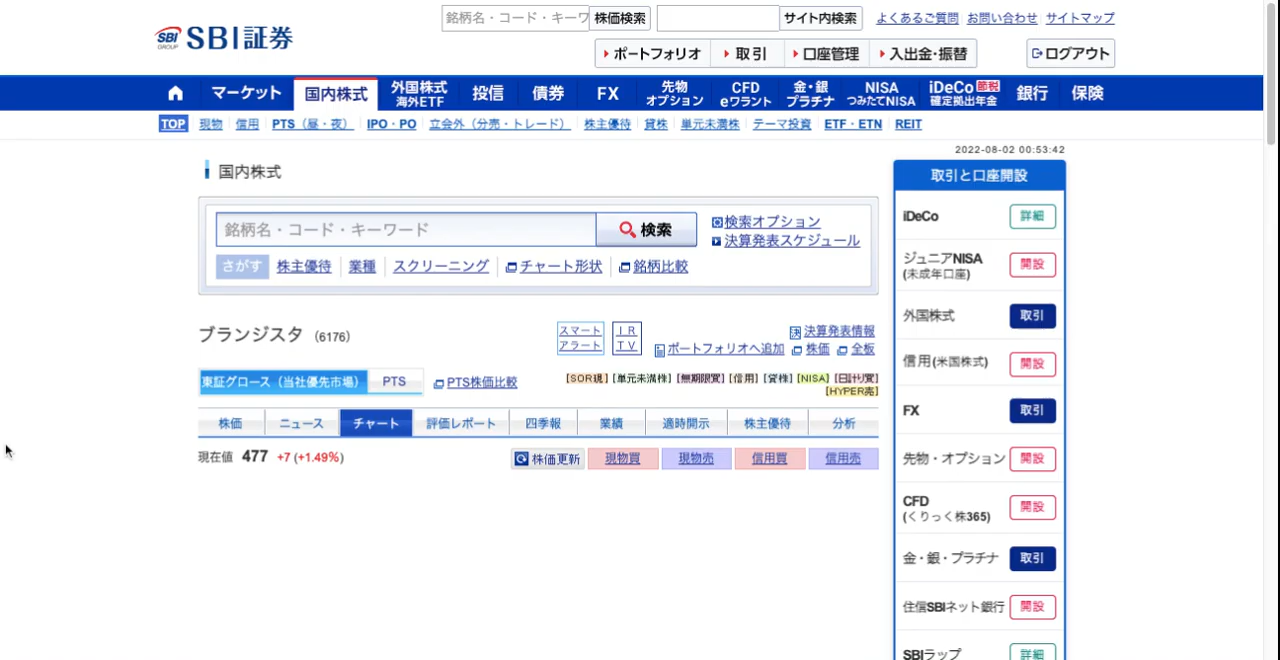 銘柄名・コード・キーワ 株価検索 サイト内検索 よくあるご質問 お問い合わせ サイトマップ
SBI GROUP SBI証券
ポートフォリオ 取引 口座管理 入出金・振替 ログアウト
マーケット 国内株式 外国株式 海外ETF 投信 債券 FX 先物 オプション CFD eワラント 金・銀 プラチナ NISA つみたてNISA iDeCo 節税 確定拠出年金 銀行 保険
TOP 現物 信用 PTS（昼・夜） IPO・PO 立会外（分売・トレード） 株主優待 貸株 単元未満株 テーマ投資 ETF・ETN REIT
2022-08-02 00:53:42
国内株式
銘柄名・コード・キーワード 検索 検索オプション
決算発表スケジュール
さがす 株主優待 業種 スクリーニング チャート形状 銘柄比較
ブランジスタ （6176） スマート アラート IR TV 決算発表情報
ポートフォリオへ追加 株価 全板
東証グロース（当社優先市場） PTS PTS株価比較 [SOR現] [単元未満株] [無期限買] [信用] [貸株] [NISA] [日計り買]
[HYPER売]
株価 ニュース チャート 評価レポート 四季報 業績 適時開示 株主優待 分析
現在値 477 +7 (+1.49%) 株価更新 現物買 現物売 信用買 信用売
取引と口座開設
iDeCo 詳細
ジュニアNISA
(未成年口座) 開設
外国株式 取引
信用(米国株式) 開設
FX 取引
先物・オプション 開設
CFD
(くりっく株365) 開設
金・銀・プラチナ 取引
住信SBIネット銀行 開設
SBIラップ 詳細